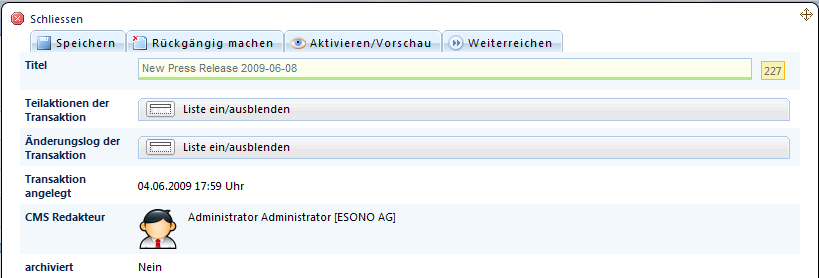 Schliessen
Speichern Rückgängig machen Aktivieren/Vorschau Weiterreichen
Titel New Press Release 2009-06-08 227
Teilaktionen der
Transaktion Liste ein/ausblenden
Änderungslog der
Transaktion Liste ein/ausblenden
Transaktion
angelegt 04.06.2009 17:59 Uhr
CMS Redakteur Administrator Administrator [ESONO AG]
archiviert Nein